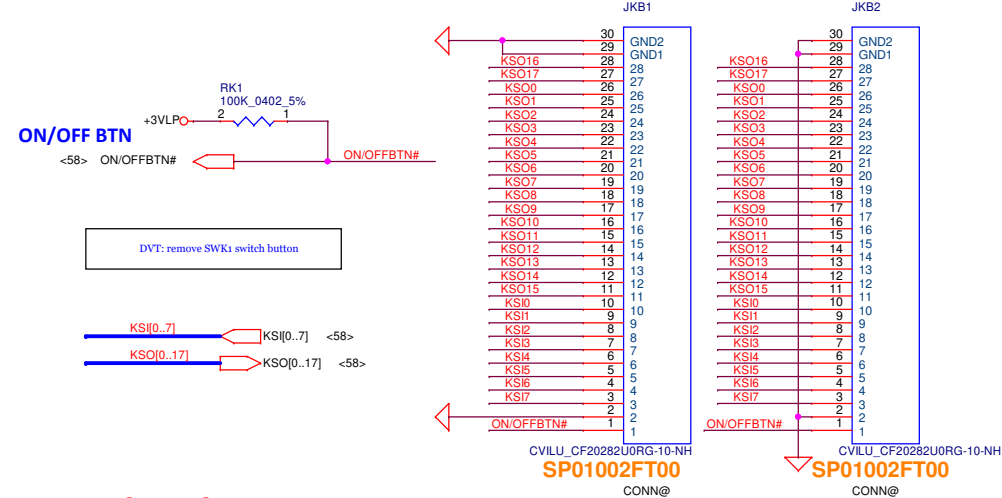 JKB1
JKB2
RK1
100K_0402_5%
+3VLP 2 1
ON/OFF BTN
<58> ON/OFFBTN# ON/OFFBTN#
DVT: remove SWK1 switch button
KSI[0..7] KSI[0..7] <58>
KSO[0..17] KSO[0..17] <58>
30 GND2
29 GND1
KSO16 28 28
KSO17 27 27
KSO0 26 26
KSO1 25 25
KSO2 24 24
KSO3 23 23
KSO4 22 22
KSO5 21 21
KSO6 20 20
KSO7 19 19
KSO8 18 18
KSO9 17 17
KSO10 16 16
KSO11 15 15
KSO12 14 14
KSO13 13 13
KSO14 12 12
KSO15 11 11
KSI0 10 10
KSI1 9 9
KSI2 8 8
KSI3 7 7
KSI4 6 6
KSI5 5 5
KSI6 4 4
KSI7 3 3
2 2
ON/OFFBTN# 1 1
CVILU_CF20282U0RG-10-NH
SP01002FT00
CONN@
30 GND2
29 GND1
KSO16 28 28
KSO17 27 27
KSO0 26 26
KSO1 25 25
KSO2 24 24
KSO3 23 23
KSO4 22 22
KSO5 21 21
KSO6 20 20
KSO7 19 19
KSO8 18 18
KSO9 17 17
KSO10 16 16
KSO11 15 15
KSO12 14 14
KSO13 13 13
KSO14 12 12
KSO15 11 11
KSI0 10 10
KSI1 9 9
KSI2 8 8
KSI3 7 7
KSI4 6 6
KSI5 5 5
KSI6 4 4
KSI7 3 3
2 2
ON/OFFBTN# 1 1
CVILU_CF20282U0RG-10-NH
SP01002FT00
CONN@